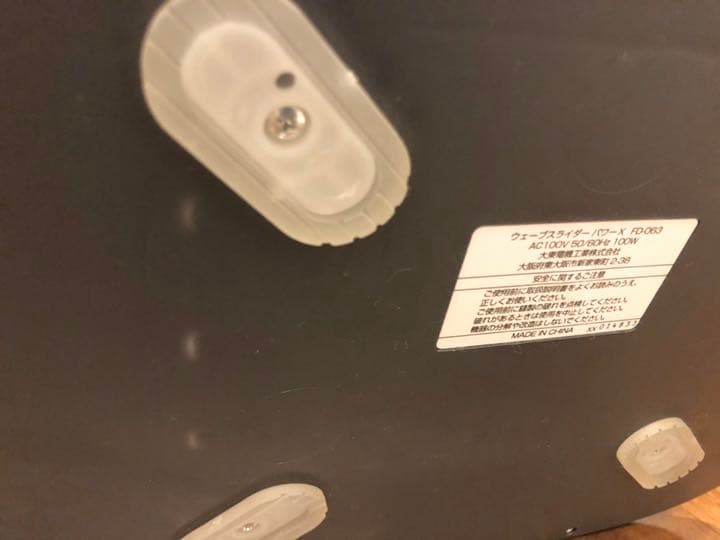 ウェーブスライダー パワーX FD-063
AC100V 50/60Hz 100W
大東電機工業株式会社
大阪府東大阪市新家東町2-38
安全に関するご注意
ご使用前に取扱説明書をよくお読みのうえ、
正しくお使いください。
ご使用前に縫製の破れを点検してください。
破れがあるときは使用を中止してください。
機器の分解や改造はしないでください。
MADE IN CHINA XX 014833